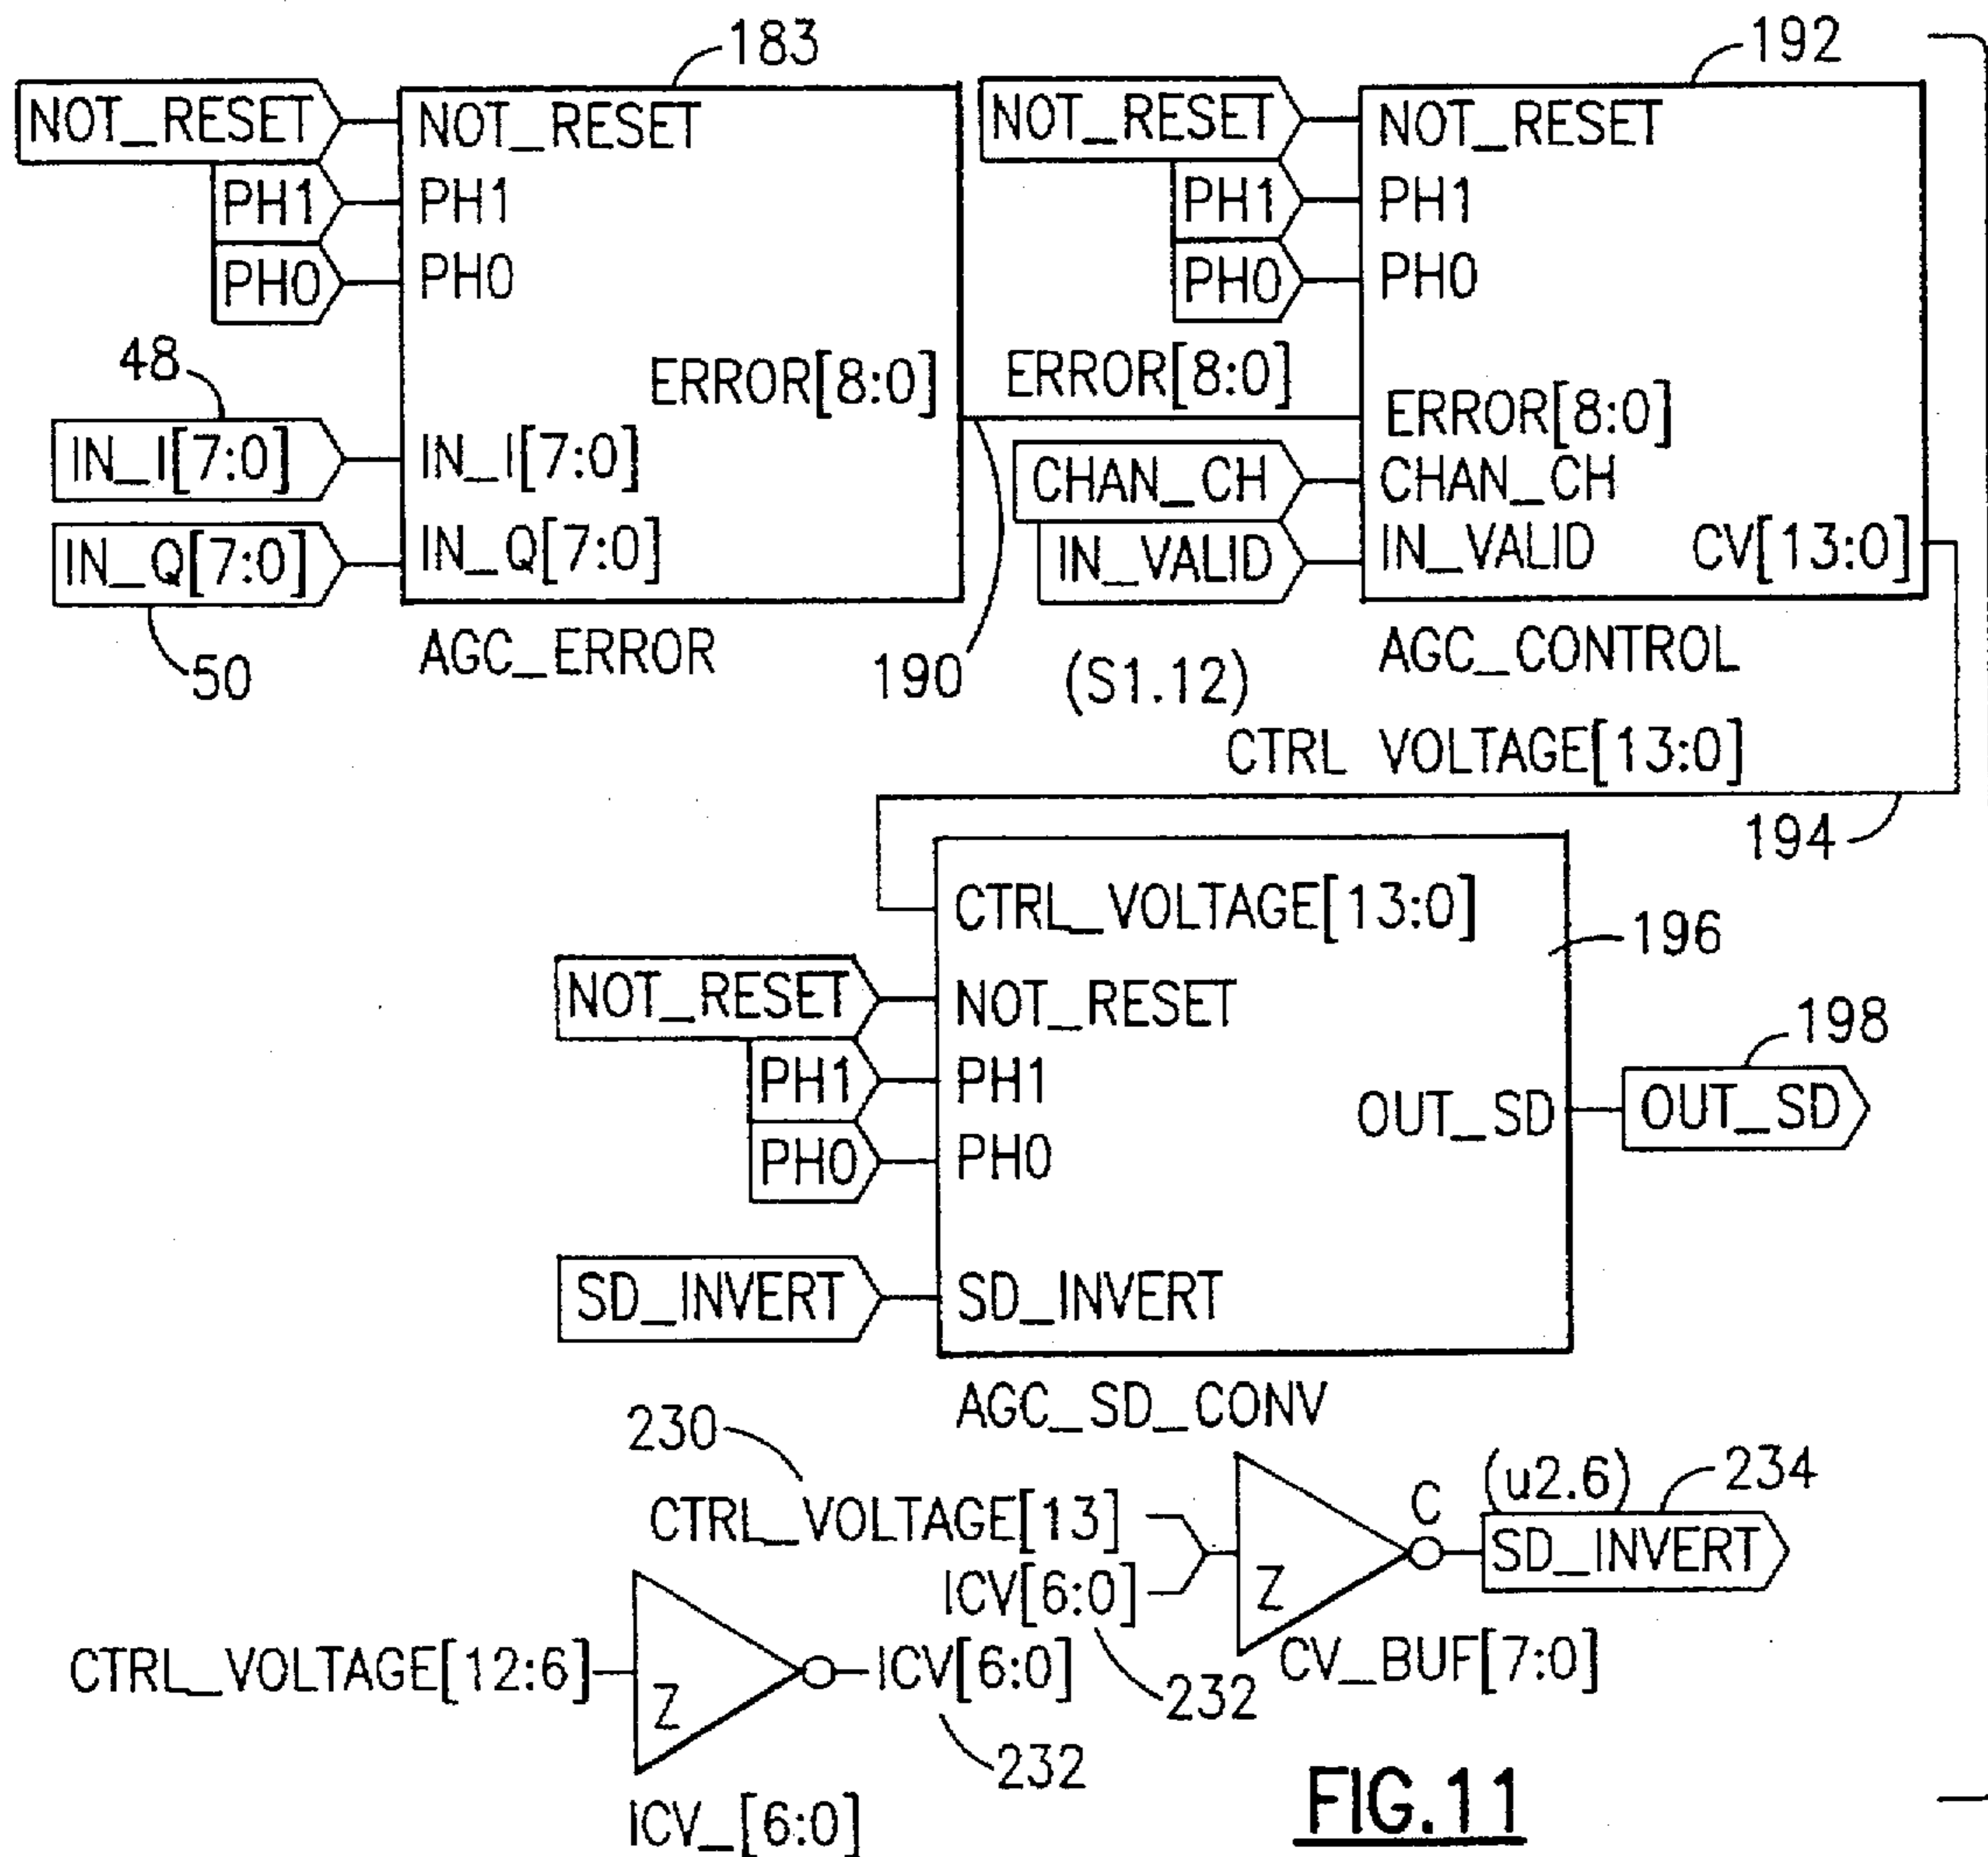 183
192
NOT_RESET
NOT_RESET
NOT_RESET
NOT_RESET
PH1
PH1
PH1
PH1
PH0
PH0
PH0
PH0
48
ERROR[8:0]
ERROR[8:0]
ERROR[8:0]
IN_I[7:0]
IN_I[7:0]
CHAN_CH
CHAN_CH
IN_Q[7:0]
IN_Q[7:0]
IN_VALID
IN_VALID
CV[13:0]
50
AGC_ERROR
190
(S1.12)
AGC_CONTROL
CTRL VOLTAGE[13:0]
194
CTRL_VOLTAGE[13:0]
196
NOT_RESET
NOT_RESET
198
PH1
PH1
OUT_SD
OUT_SD
PH0
PH0
SD_INVERT
SD_INVERT
AGC_SD_CONV
230
(u2.6)
234
CTRL_VOLTAGE[13]
C
SD_INVERT
ICV[6:0]
Z
CTRL_VOLTAGE[12:6]
Z
ICV[6:0]
232
CV_BUF[7:0]
232
ICV_[6:0]
FIG.11